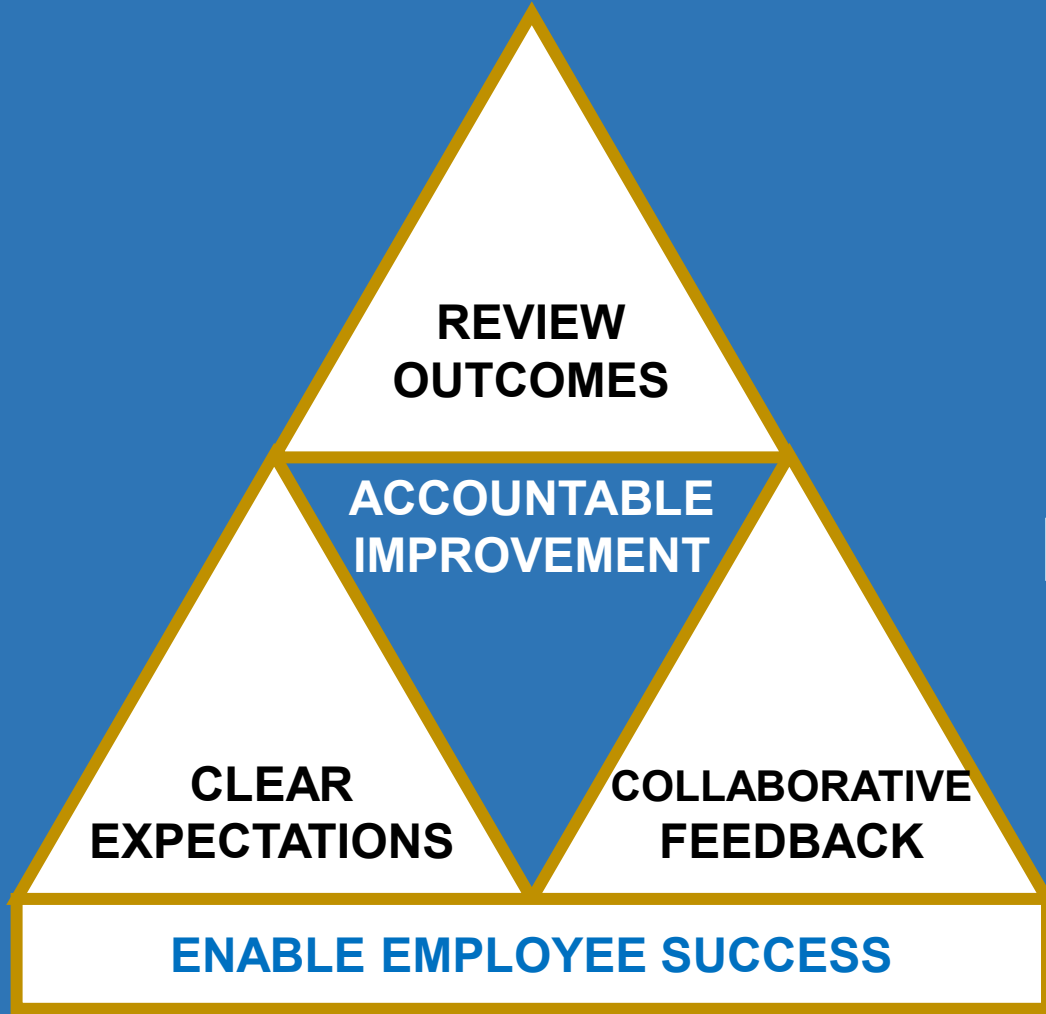 REVIEW
OUTCOMES
ACCOUNTABLE
IMPROVEMENT
CLEAR
EXPECTATIONS
COLLABORATIVE
FEEDBACK
ENABLE EMPLOYEE SUCCESS